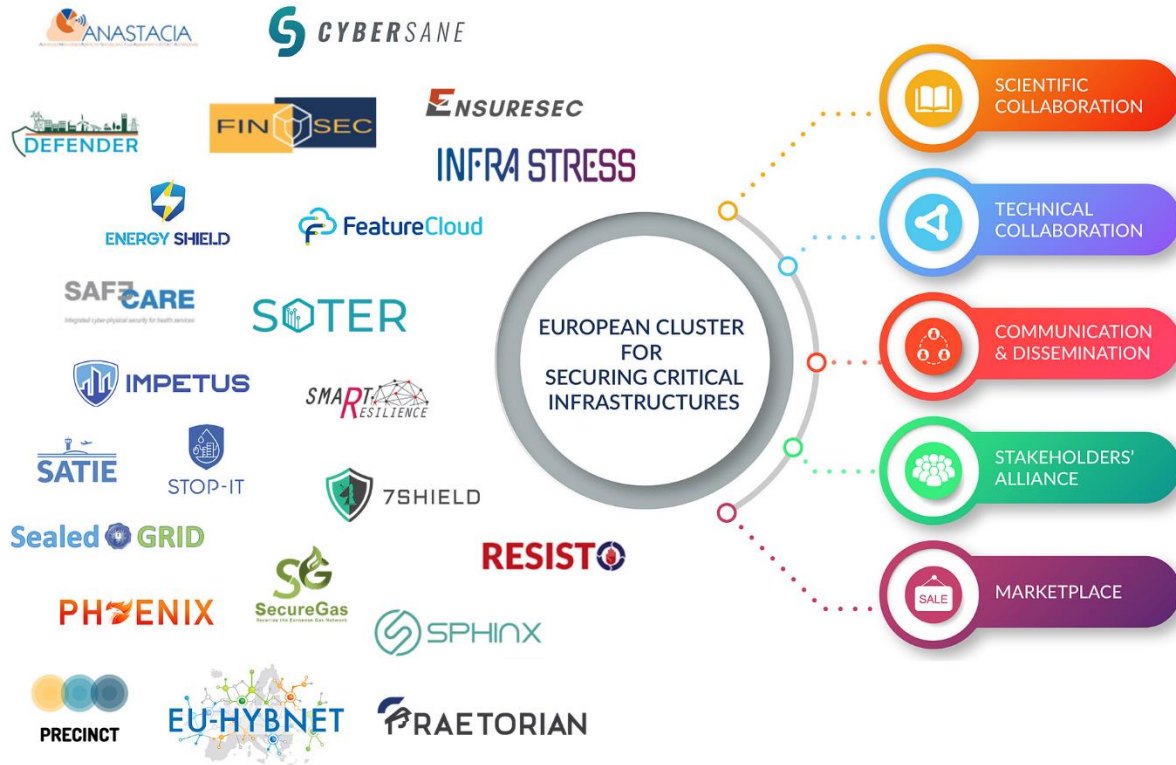 ANASTACIA
CYBERSANE
DEFENDER
FINSEC
ENSURESEC
INFRA STRESS
ENERGY SHIELD
FeatureCloud
SAFECARE
Integrated cyber-physical security for health services
SOTER
IMPETUS
SMART
RESILIENCE
SATIE
STOP-IT
7SHIELD
Sealed GRID
SG
SecureGas
Securing the European Gas Network
RESISTO
PHOENIX
SPHINX
PRECINCT
EU-HYBNET
PRAETORIAN
EUROPEAN CLUSTER
FOR
SECURING CRITICAL
INFRASTRUCTURES
SCIENTIFIC
COLLABORATION
TECHNICAL
COLLABORATION
COMMUNICATION
& DISSEMINATION
STAKEHOLDERS'
ALLIANCE
SALE
MARKETPLACE